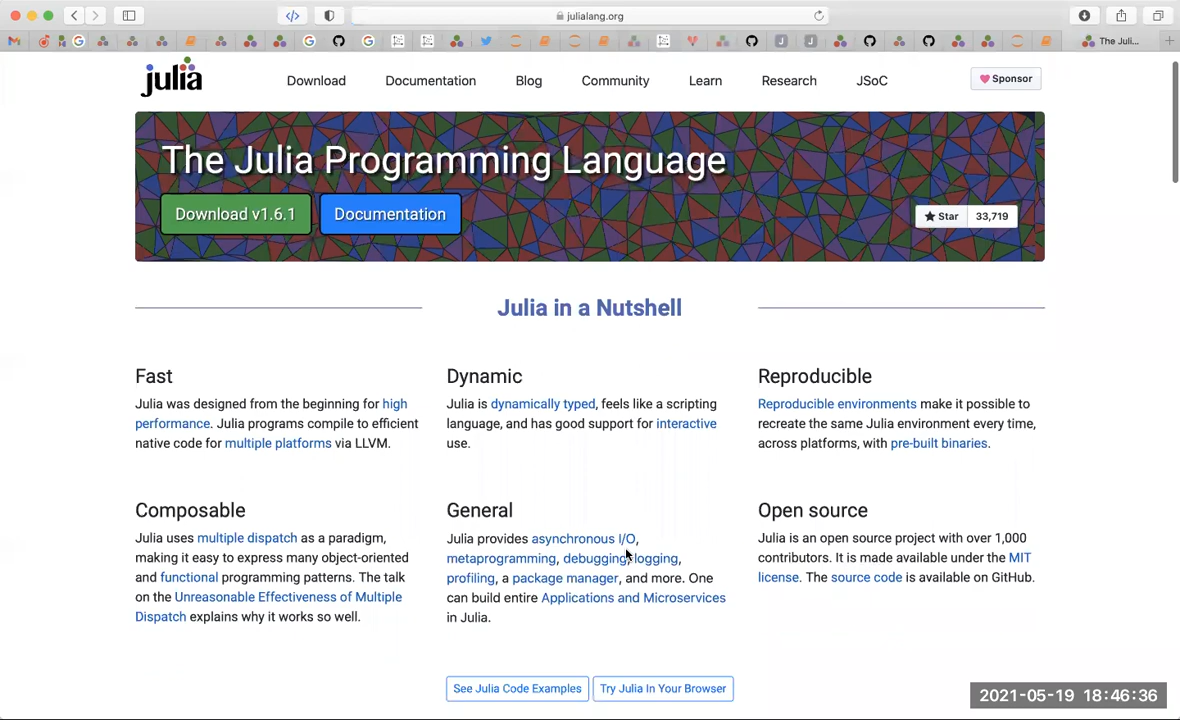 julialang.org
The Juli...
julia
Download
Documentation
Blog
Community
Learn
Research
JSoC
Sponsor
The Julia Programming Language
Download v1.6.1
Documentation
Star
33,719
Julia in a Nutshell
Fast
Julia was designed from the beginning for high
performance. Julia programs compile to efficient
native code for multiple platforms via LLVM.
Dynamic
Julia is dynamically typed, feels like a scripting
language, and has good support for interactive
use.
Reproducible
Reproducible environments make it possible to
recreate the same Julia environment every time,
across platforms, with pre-built binaries.
Composable
Julia uses multiple dispatch as a paradigm,
making it easy to express many object-oriented
and functional programming patterns. The talk
on the Unreasonable Effectiveness of Multiple
Dispatch explains why it works so well.
General
Julia provides asynchronous I/O,
metaprogramming, debugging, logging,
profiling, a package manager, and more. One
can build entire Applications and Microservices
in Julia.
Open source
Julia is an open source project with over 1,000
contributors. It is made available under the MIT
license. The source code is available on GitHub.
See Julia Code Examples
Try Julia In Your Browser
2021-05-19 18:46:36